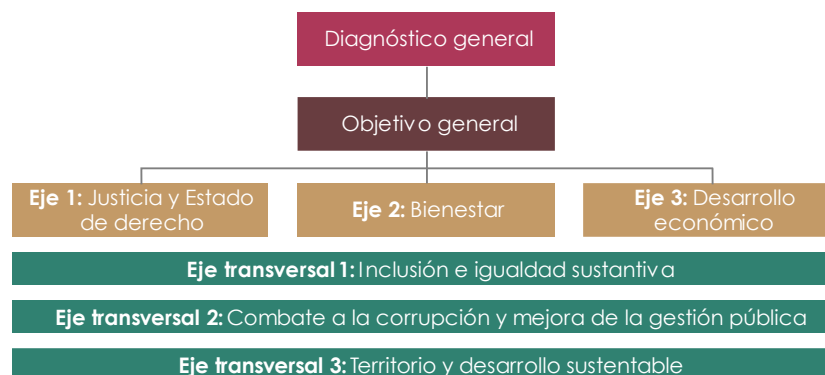 Diagnóstico general
Objetivo general
Eje 1: Justicia y Estado
de derecho
Eje 2: Bienestar
Eje 3: Desarrollo
económico
Eje transversal 1: Inclusión e igualdad sustantiva
Eje transversal 2: Combate a la corrupción y mejora de la gestión pública
Eje transversal 3: Territorio y desarrollo sustentable